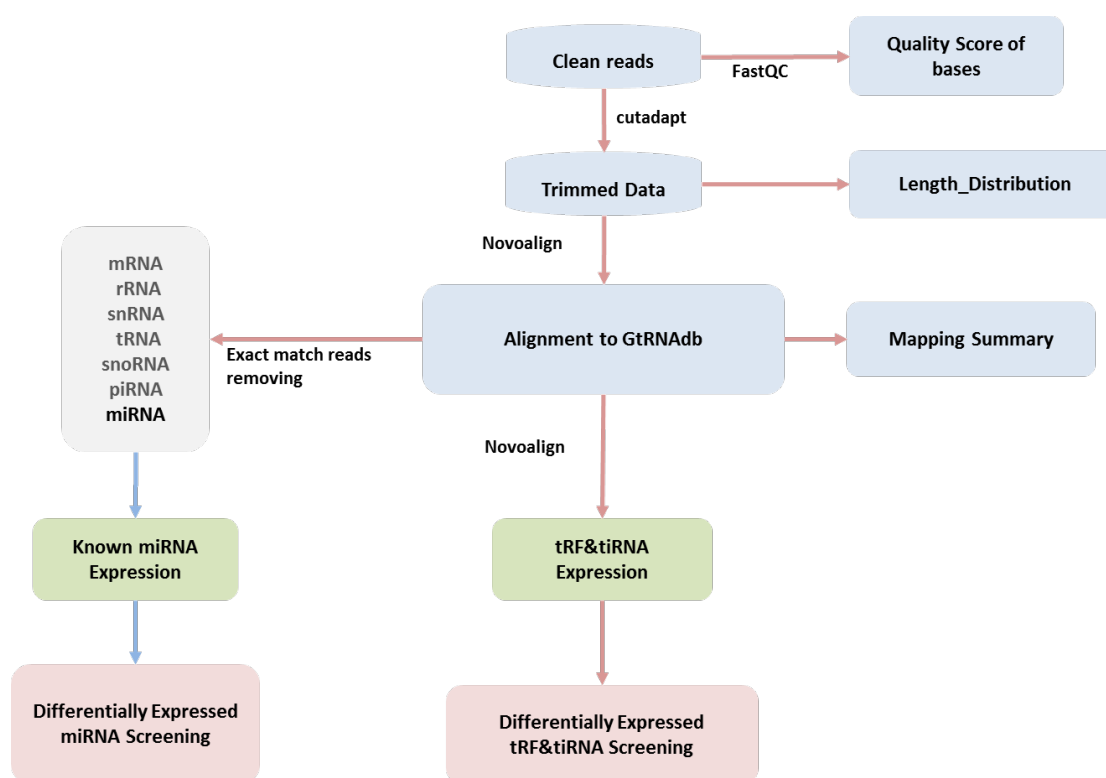 Clean reads
FastQC
Quality Score of
bases
cutadapt
Trimmed Data
Length_Distribution
Novoalign
mRNA
rRNA
snRNA
tRNA
snoRNA
piRNA
miRNA
Exact match reads
removing
Alignment to GtRNAdb
Mapping Summary
Novoalign
Known miRNA
Expression
tRF&tiRNA
Expression
Differentially Expressed
miRNA Screening
Differentially Expressed
tRF&tiRNA Screening